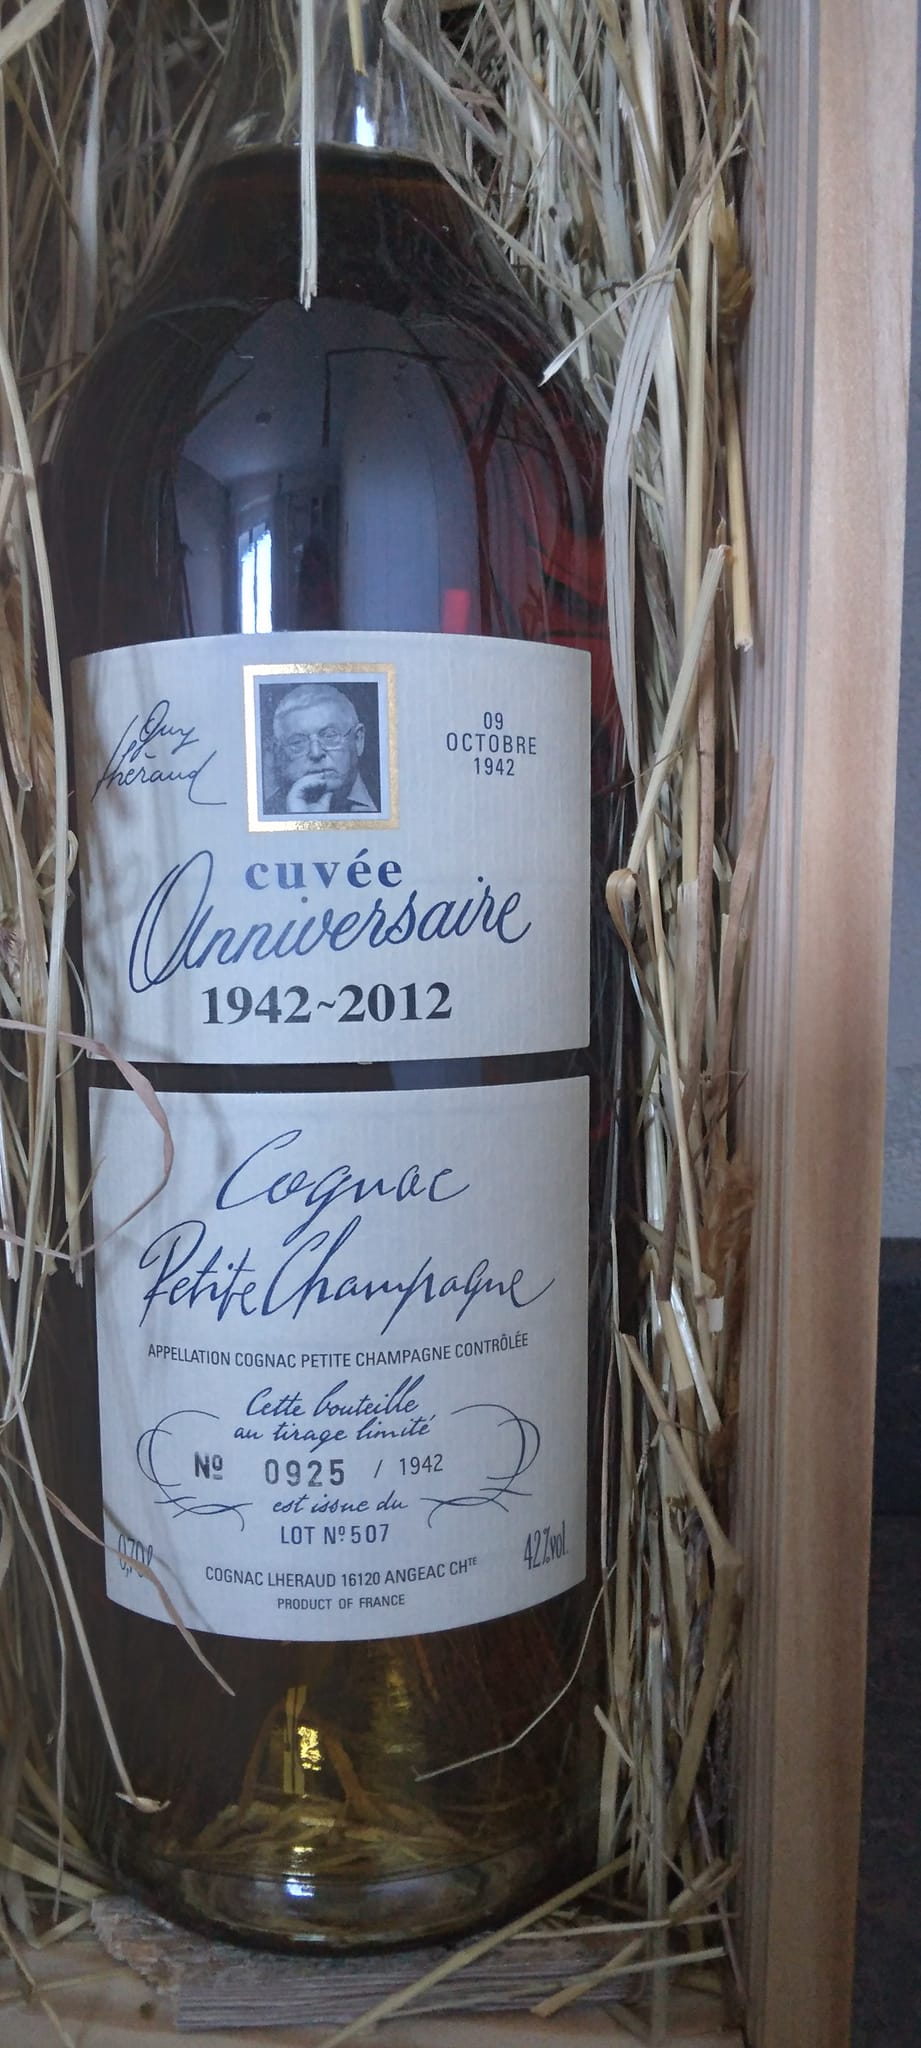 Guy
Lhéraud
09
OCTOBRE
1942
cuvée
Anniversaire
1942~2012
Cognac
Petite Champagne
APPELLATION COGNAC PETITE CHAMPAGNE CONTRÔLÉE
Cette bouteille
au tirage limité
Nº 0925 / 1942
est issue du
LOT Nº507
0,70ℓ
42%vol.
COGNAC LHERAUD 16120 ANGEAC CHTE
PRODUCT OF FRANCE